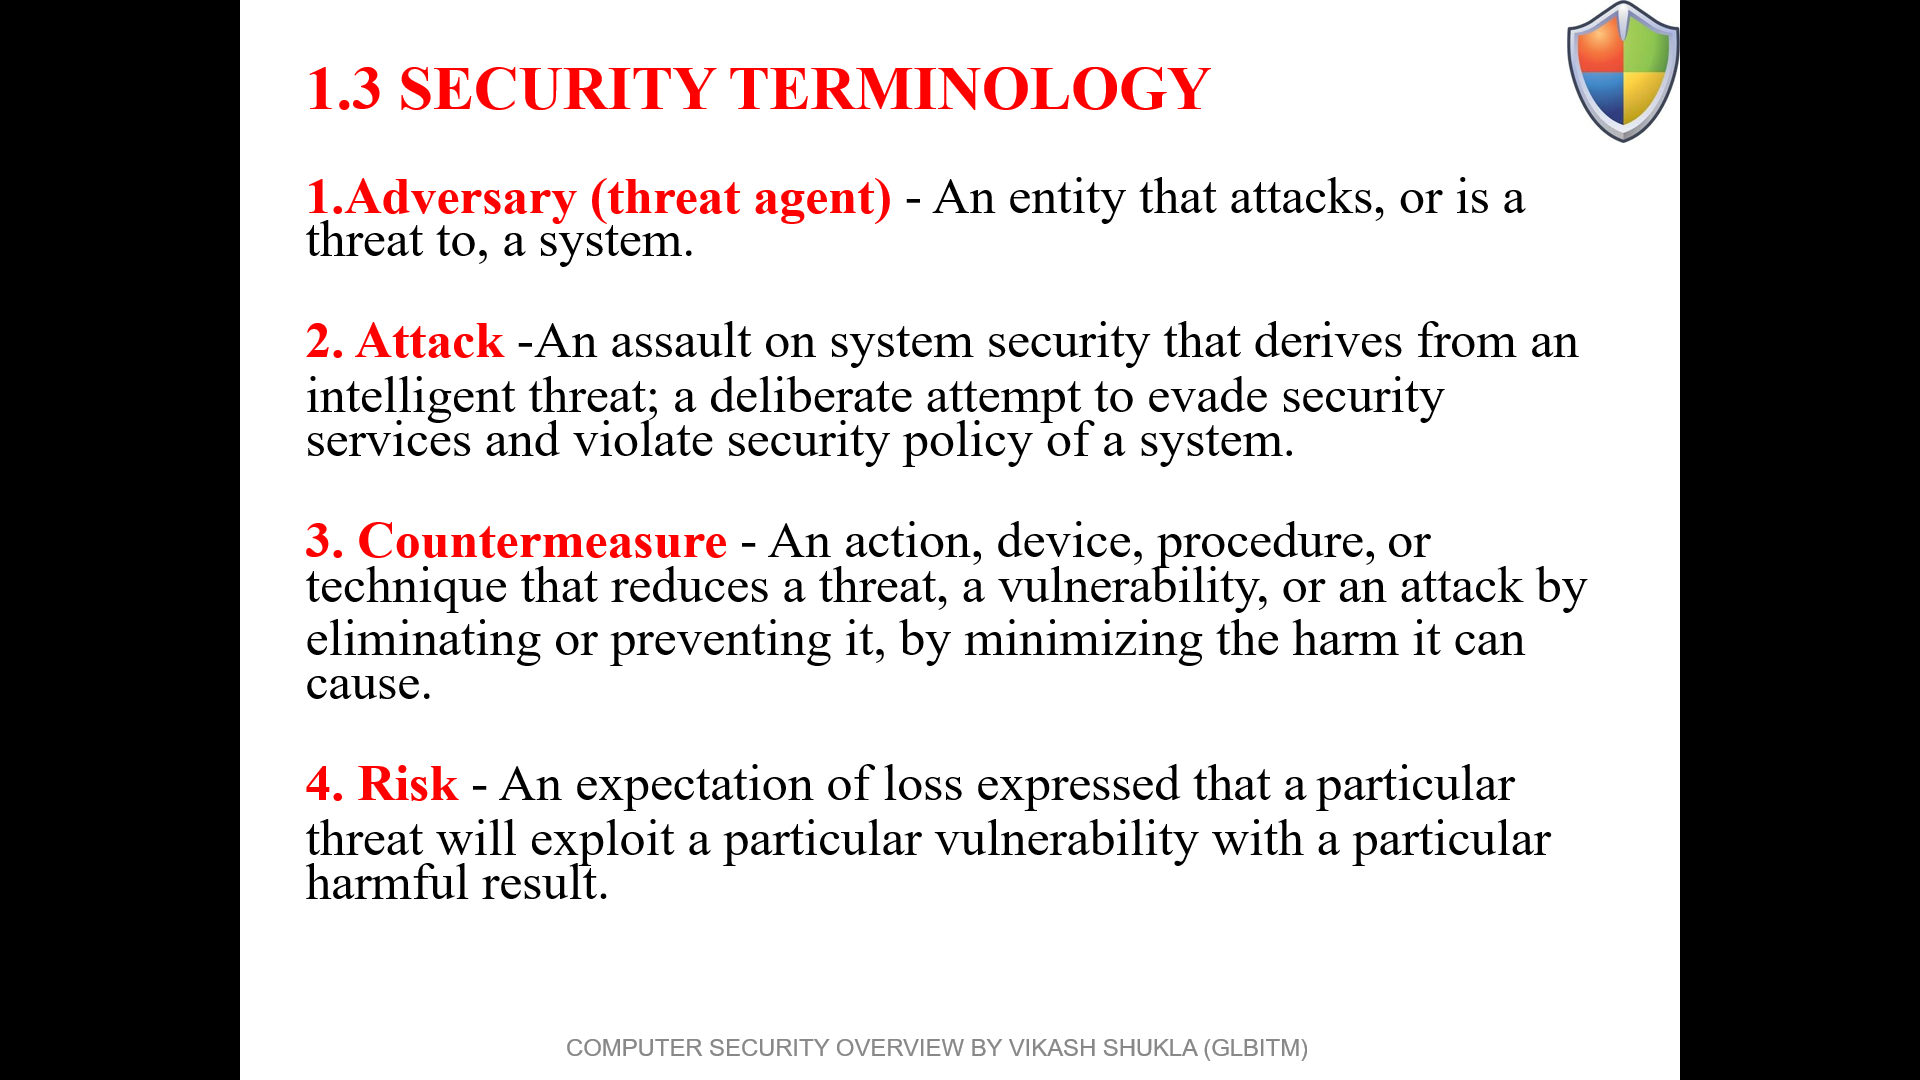 1.3 SECURITY TERMINOLOGY
1.Adversary (threat agent) - An entity that attacks, or is a
threat to, a system.
2. Attack -An assault on system security that derives from an
intelligent threat; a deliberate attempt to evade security
services and violate security policy of a system.
3. Countermeasure - An action, device, procedure, or
technique that reduces a threat, a vulnerability, or an attack by
eliminating or preventing it, by minimizing the harm it can
cause.
4. Risk - An expectation of loss expressed that a particular
threat will exploit a particular vulnerability with a particular
harmful result.
COMPUTER SECURITY OVERVIEW BY VIKASH SHUKLA (GLBITM)